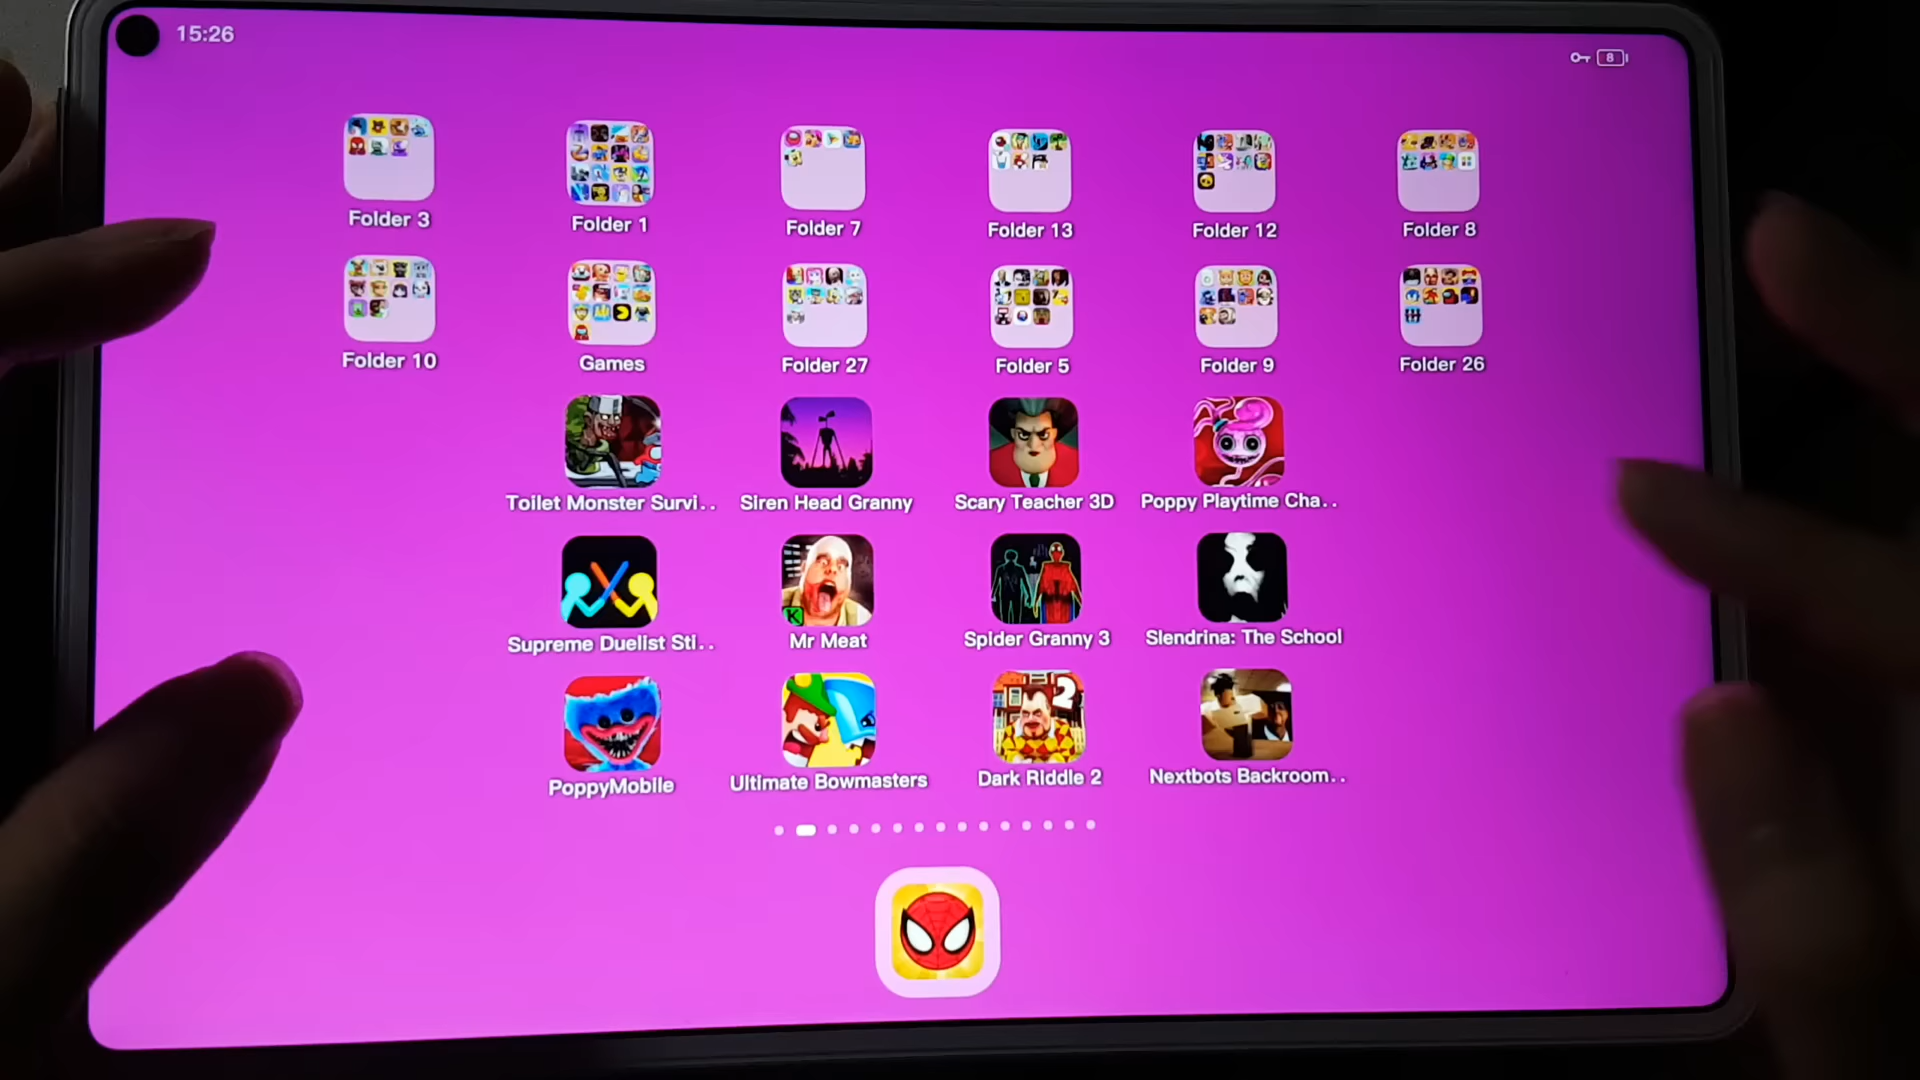 15:26
8
Folder 3
Folder 1
Folder 7
Folder 13
Folder 12
Folder 8
Folder 10
Games
Folder 27
Folder 5
Folder 9
Folder 26
2
K
Toilet Monster Survi..
Siren Head Granny
Scary Teacher 3D
Poppy Playtime Cha..
Supreme Duelist Sti..
Mr Meat
Spider Granny 3
Slendrina: The School
PoppyMobile
Ultimate Bowmasters
Dark Riddle 2
Nextbots Backroom..